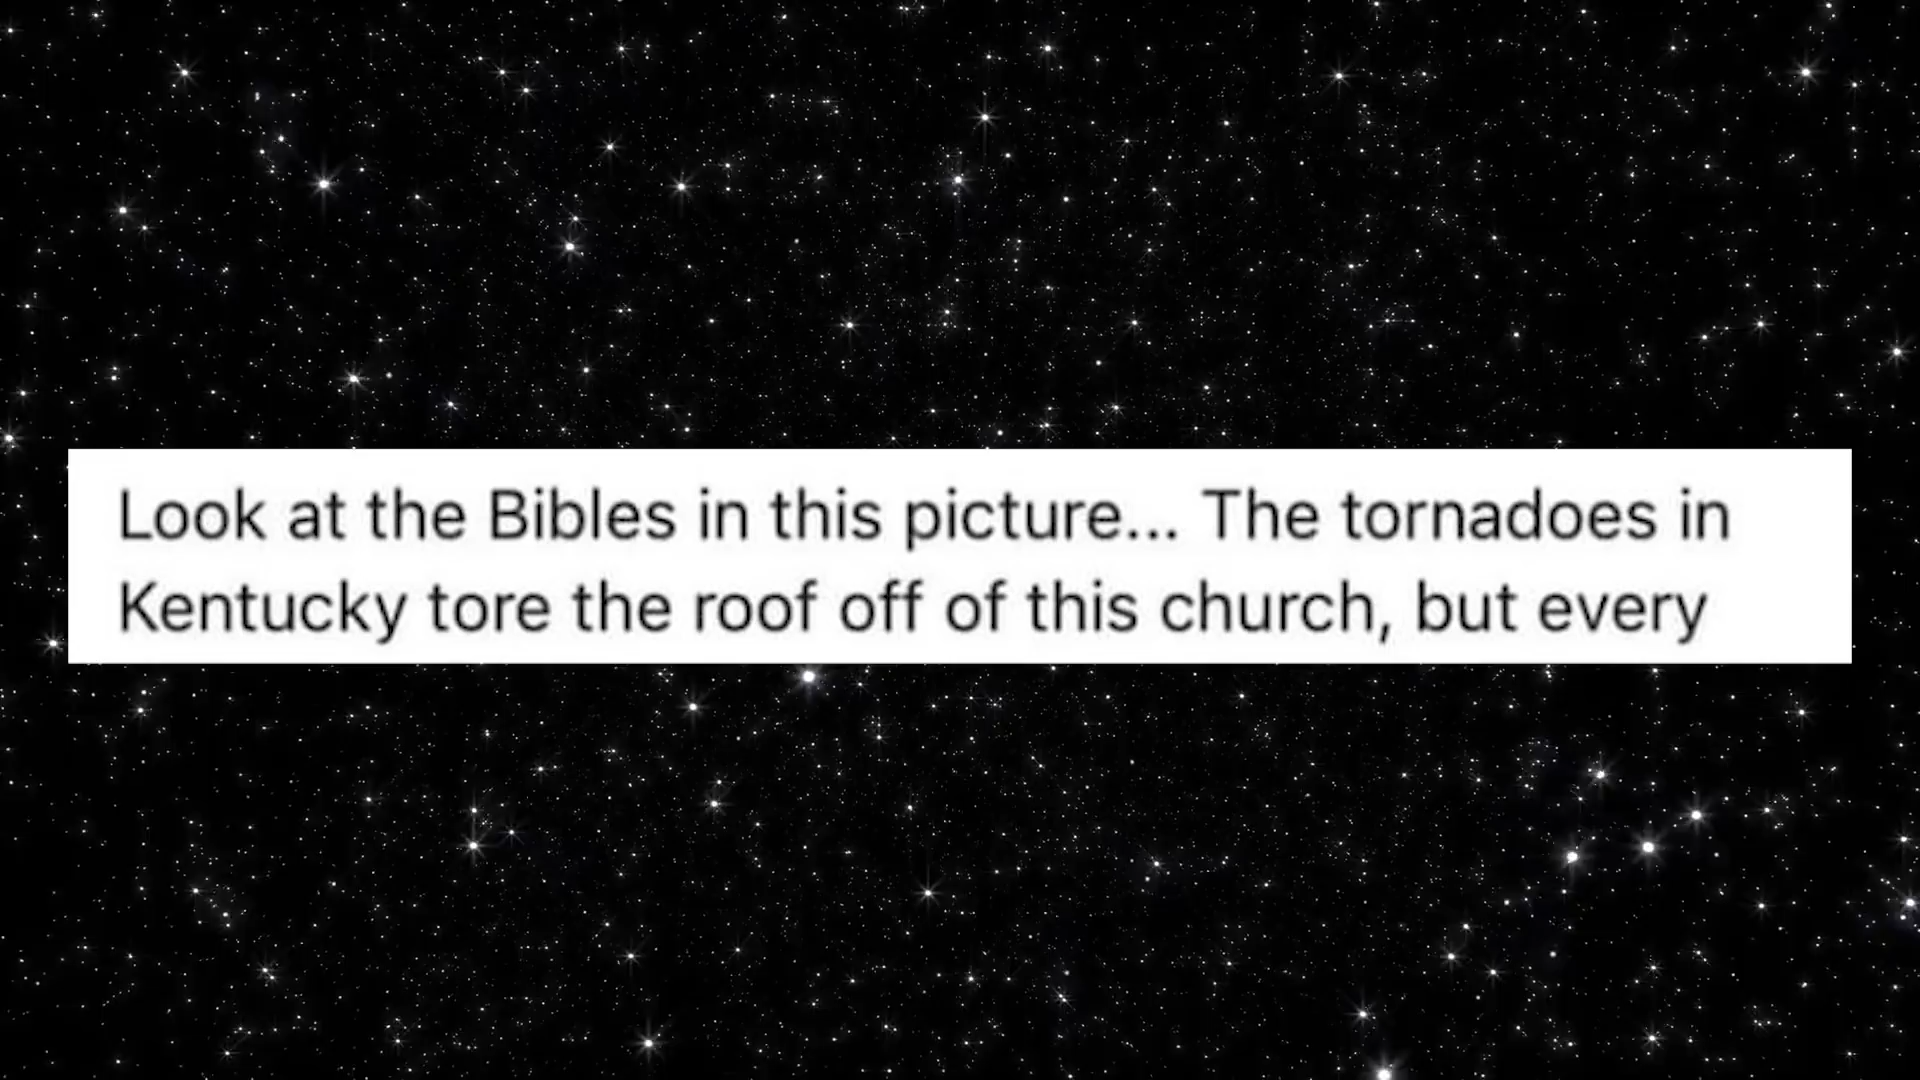 Look at the Bibles in this picture... The tornadoes in
Kentucky tore the roof off of this church, but every